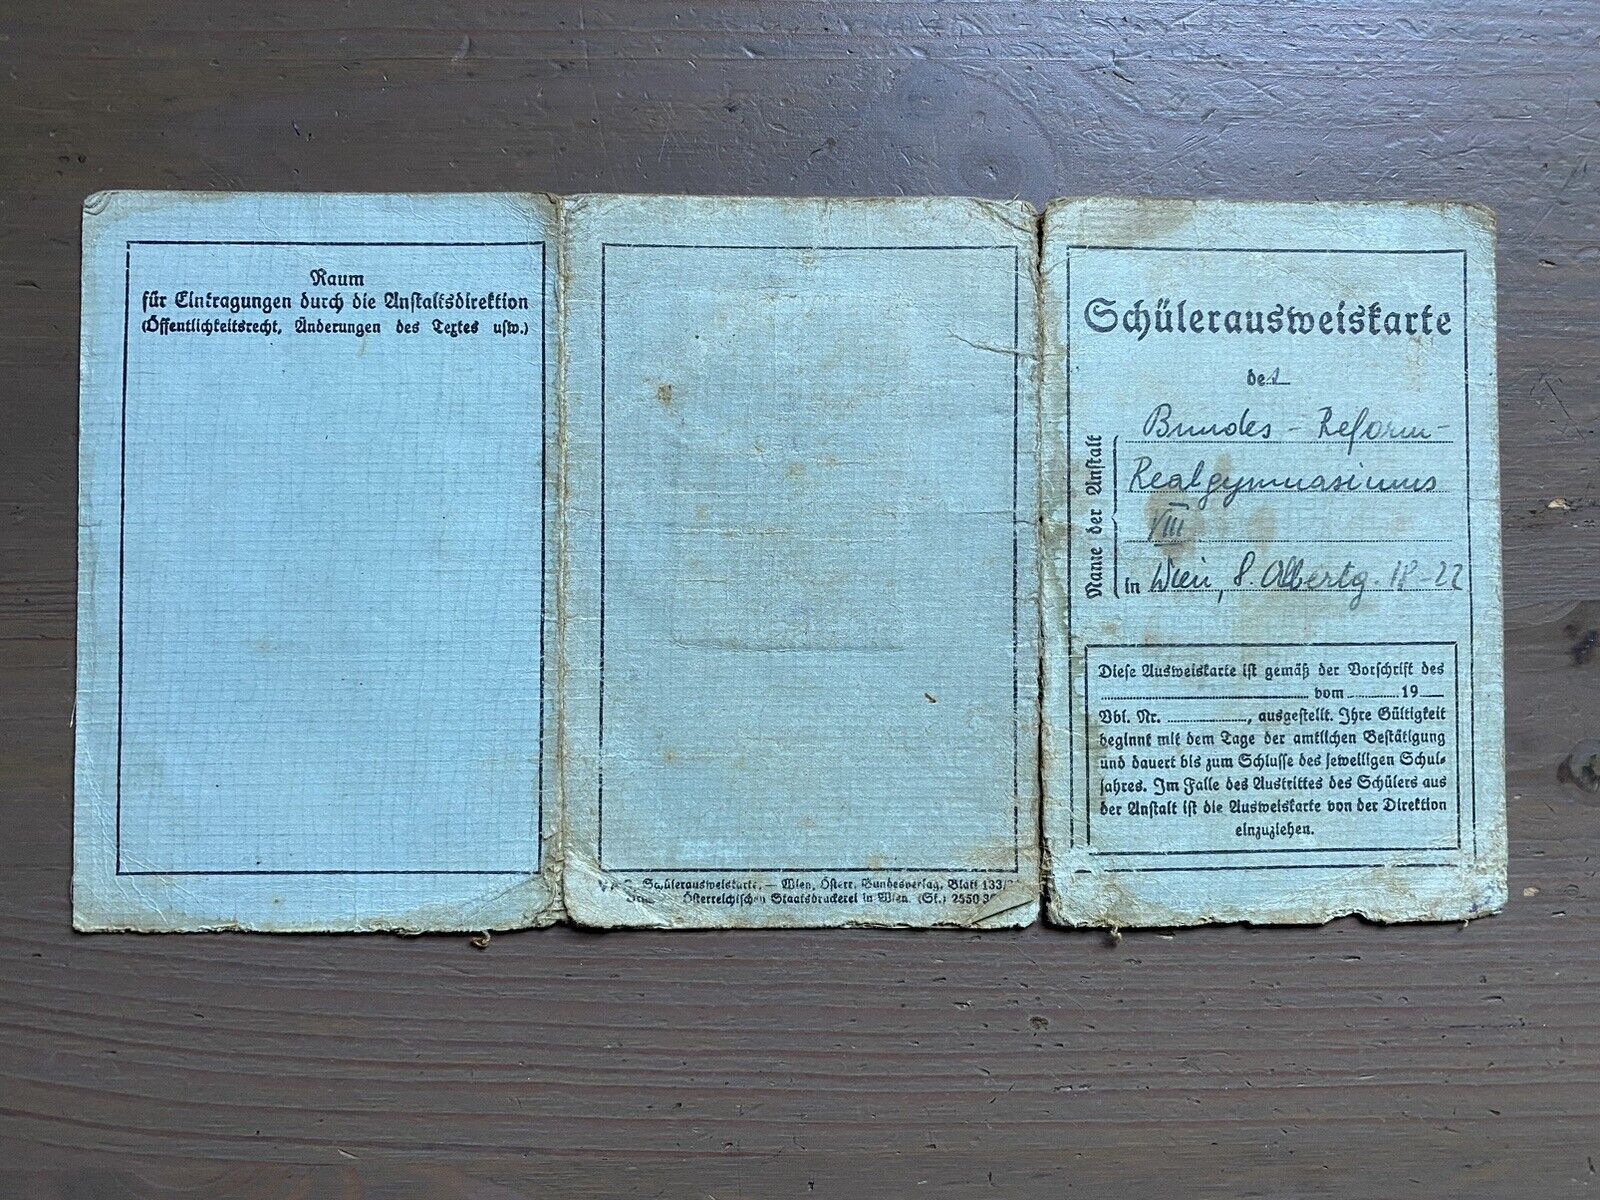 Raum
für Eintragungen durch die Anstaltsdirektion
(Öffentlichkeitsrecht, Änderungen des Textes usw.)
Schülerausweiskarte – Wien, Österr. Bundesverlag, Blatt 133/
Österreichischen Staatsdruckerei in Wien. (St.) 2550
Schülerausweiskarte
des
Name der Anstalt
Bundes - Reform-
Realgymnasiums
VIII
in Wien, 8. Albertg. 18-22
Diese Ausweiskarte ist gemäß der Vorschrift des
vom 19
Vbl. Nr. , ausgestellt. Ihre Gültigkeit
beginnt mit dem Tage der amtlichen Bestätigung
und dauert bis zum Schlusse des jeweiligen Schul-
jahres. Im Falle des Austrittes des Schülers aus
der Anstalt ist die Ausweiskarte von der Direktion
einzuziehen.